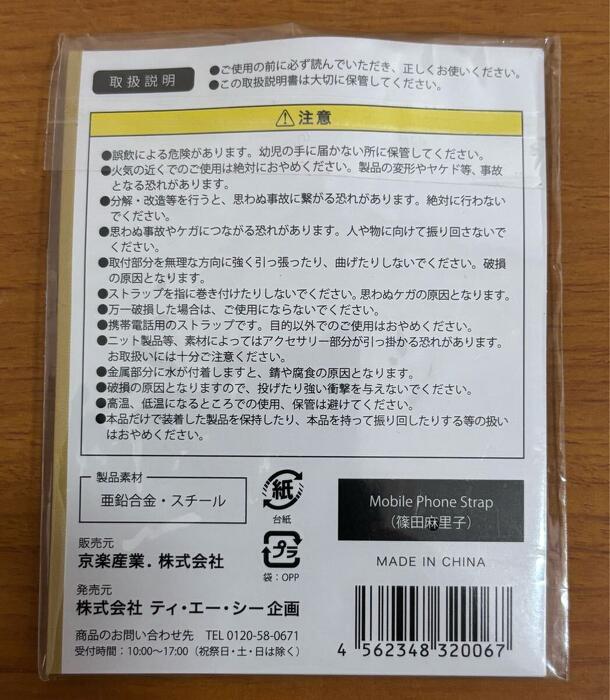 取扱説明
●ご使用の前に必ず読んでいただき、正しくお使いください。
●この取扱説明書は大切に保管してください。
注意
●誤飲による危険があります。幼児の手に届かない所に保管してください。
●火気の近くでのご使用は絶対におやめください。製品の変形やヤケド等、事故
となる恐れがあります。
●分解・改造等を行うと、思わぬ事故に繋がる恐れがあります。絶対に行わない
でください。
●思わぬ事故やケガにつながる恐れがあります。人や物に向けて振り回さないで
ください。
●取付部分を無理な方向に強く引っ張ったり、曲げたりしないでください。破損
の原因となります。
●ストラップを指に巻き付けたりしないでください。思わぬケガの原因となります。
●万一破損した場合は、ご使用にならないでください。
●携帯電話用のストラップです。目的以外でのご使用はおやめください。
●ニット製品等、素材によってはアクセサリー部分が引っ掛かる恐れがあります。
お取扱いには十分ご注意ください。
●金属部分に水が付着しますと、錆や腐食の原因となります。
●破損の原因となりますので、投げたり強い衝撃を与えないでください。
●高温、低温になるところでの使用、保管は避けてください。
●本品だけで装着した製品を保持したり、本品を持って振り回したりする等の扱い
はおやめください。
製品素材
亜鉛合金・スチール
紙
台紙
プラ
袋：OPP
Mobile Phone Strap
（篠田麻里子）
MADE IN CHINA
販売元
京楽産業．株式会社
発売元
株式会社 ティ・エー・シー企画
商品のお問い合わせ先 TEL 0120-58-0671
受付時間：10:00～17:00（祝祭日・土・日は除く）
4 562348 320067